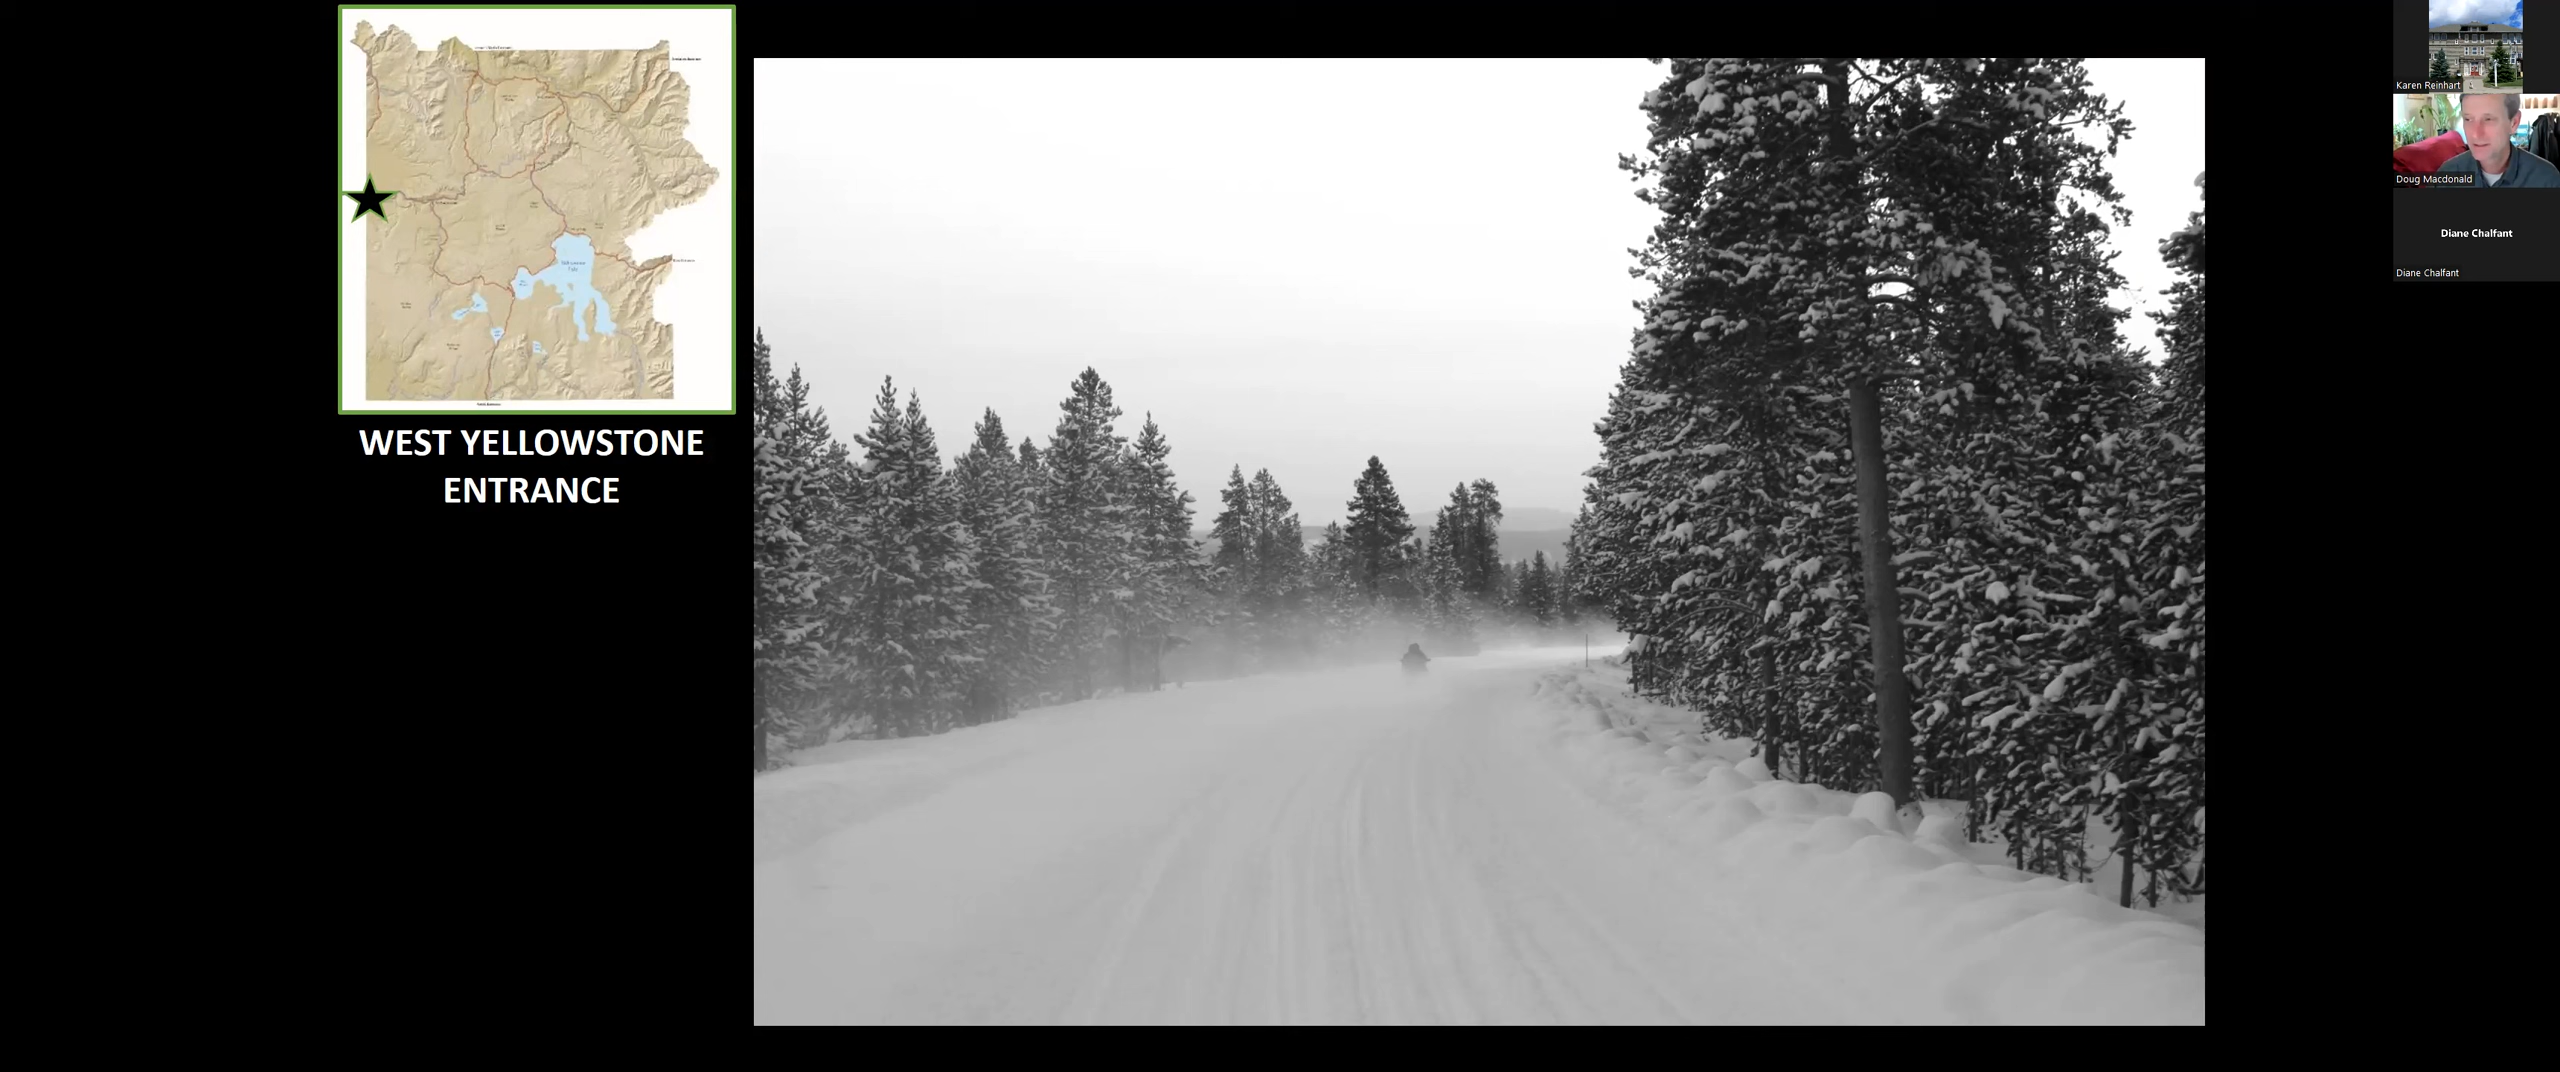 WEST YELLOWSTONE
ENTRANCE
Karen Reinhart
Doug Macdonald
Diane Chalfant
Diane Chalfant